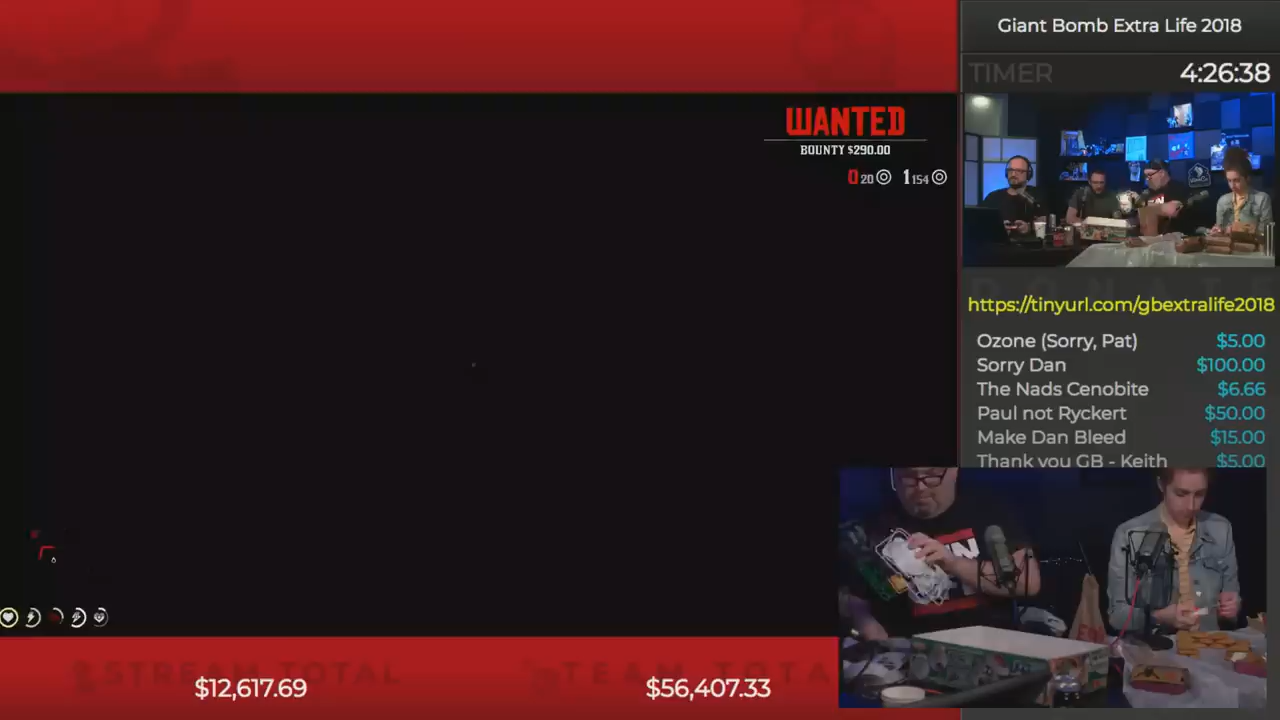 Giant Bomb Extra Life 2018
TIMER 4:26:38
WANTED
BOUNTY $290.00
0 20 1 154
https://tinyurl.com/gbextralife2018
Ozone (Sorry, Pat) $5.00
Sorry Dan $100.00
The Nads Cenobite $6.66
Paul not Ryckert $50.00
Make Dan Bleed $15.00
Thank you GB - Keith $5.00
STREAM TOTAL
$12,617.69
$56,407.33